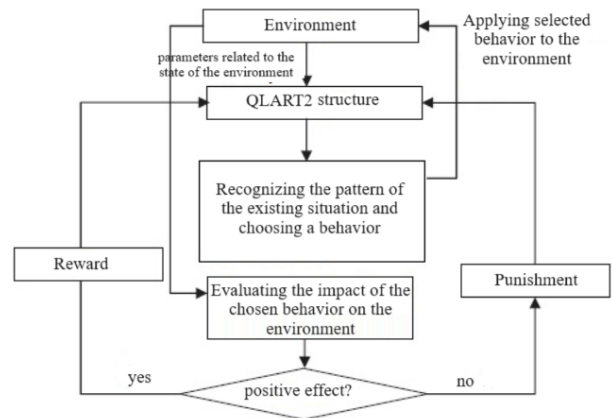 Environment
Applying selected
behavior to the
environment
parameters related to the
state of the environment
QLART2 structure
Recognizing the pattern of
the existing situation and
choosing a behavior
Reward
Punishment
Evaluating the impact of the
chosen behavior on the
environment
yes
positive effect?
no